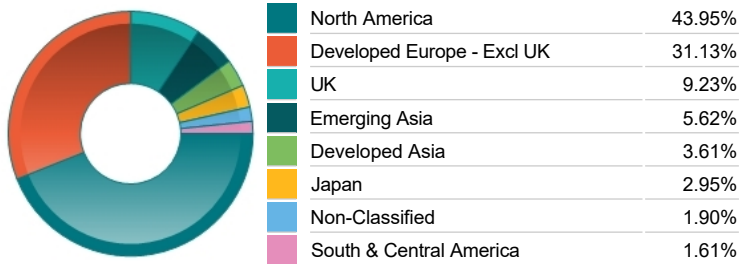 North America 43.95%
Developed Europe - Excl UK 31.13%
UK 9.23%
Emerging Asia 5.62%
Developed Asia 3.61%
Japan 2.95%
Non-Classified 1.90%
South & Central America 1.61%